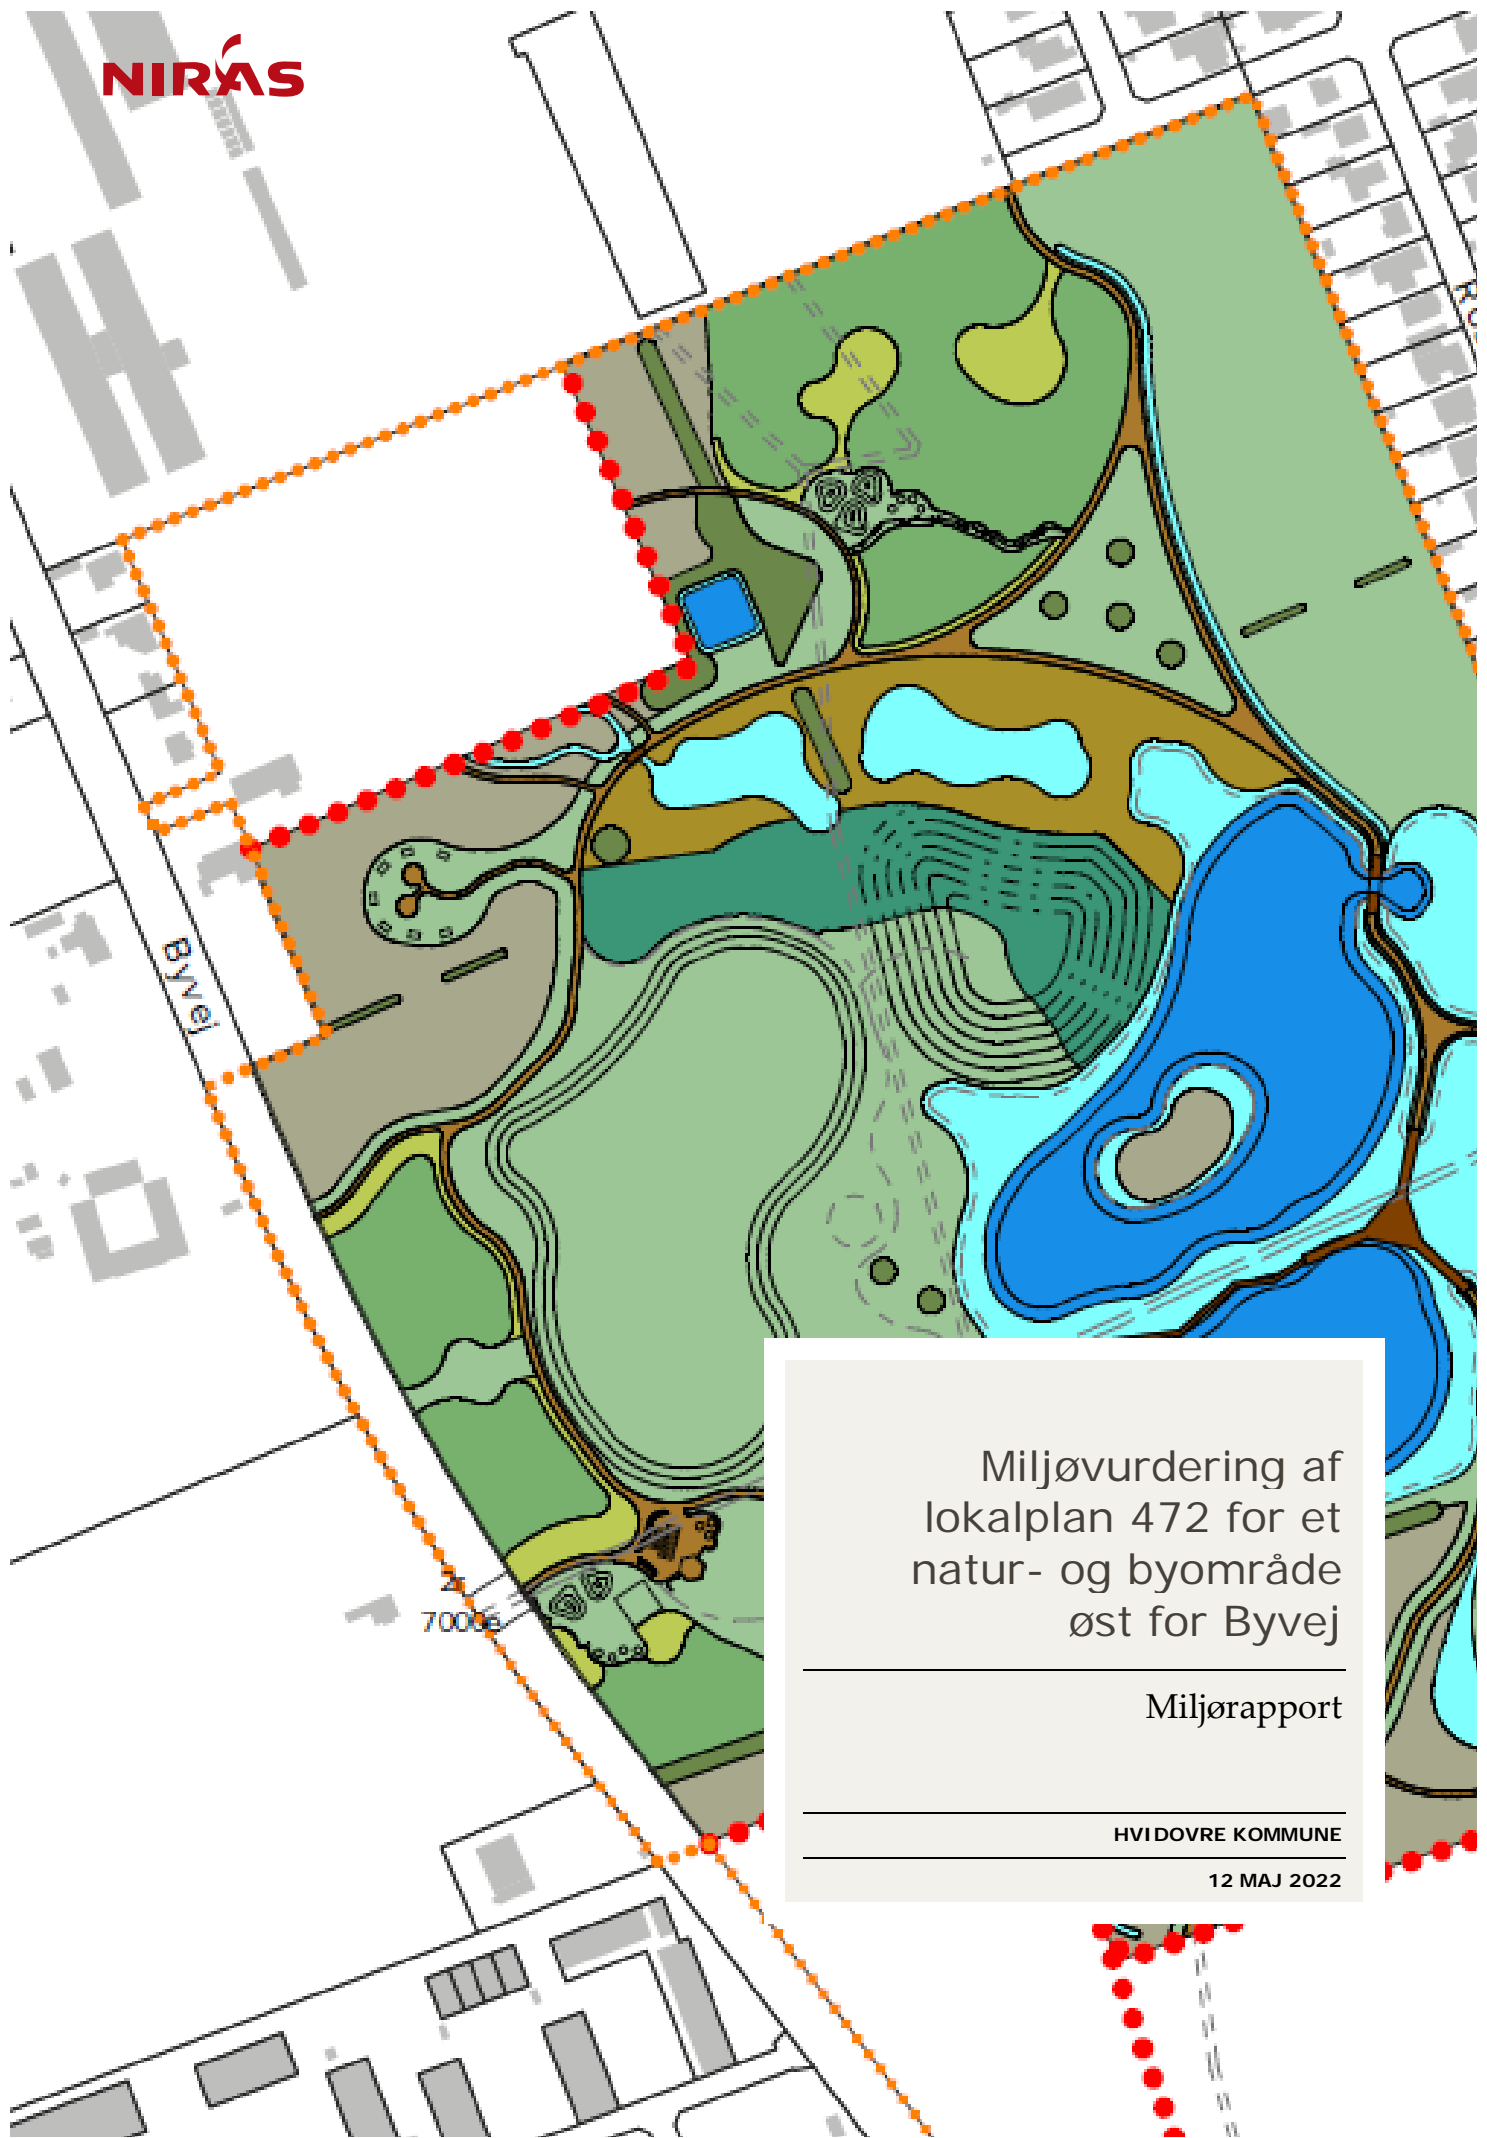 NIRAS
Byvej
7000a
Miljøvurdering af
lokalplan 472 for et
natur- og byområde
øst for Byvej
Miljørapport
HVIDOVRE KOMMUNE
12 MAJ 2022